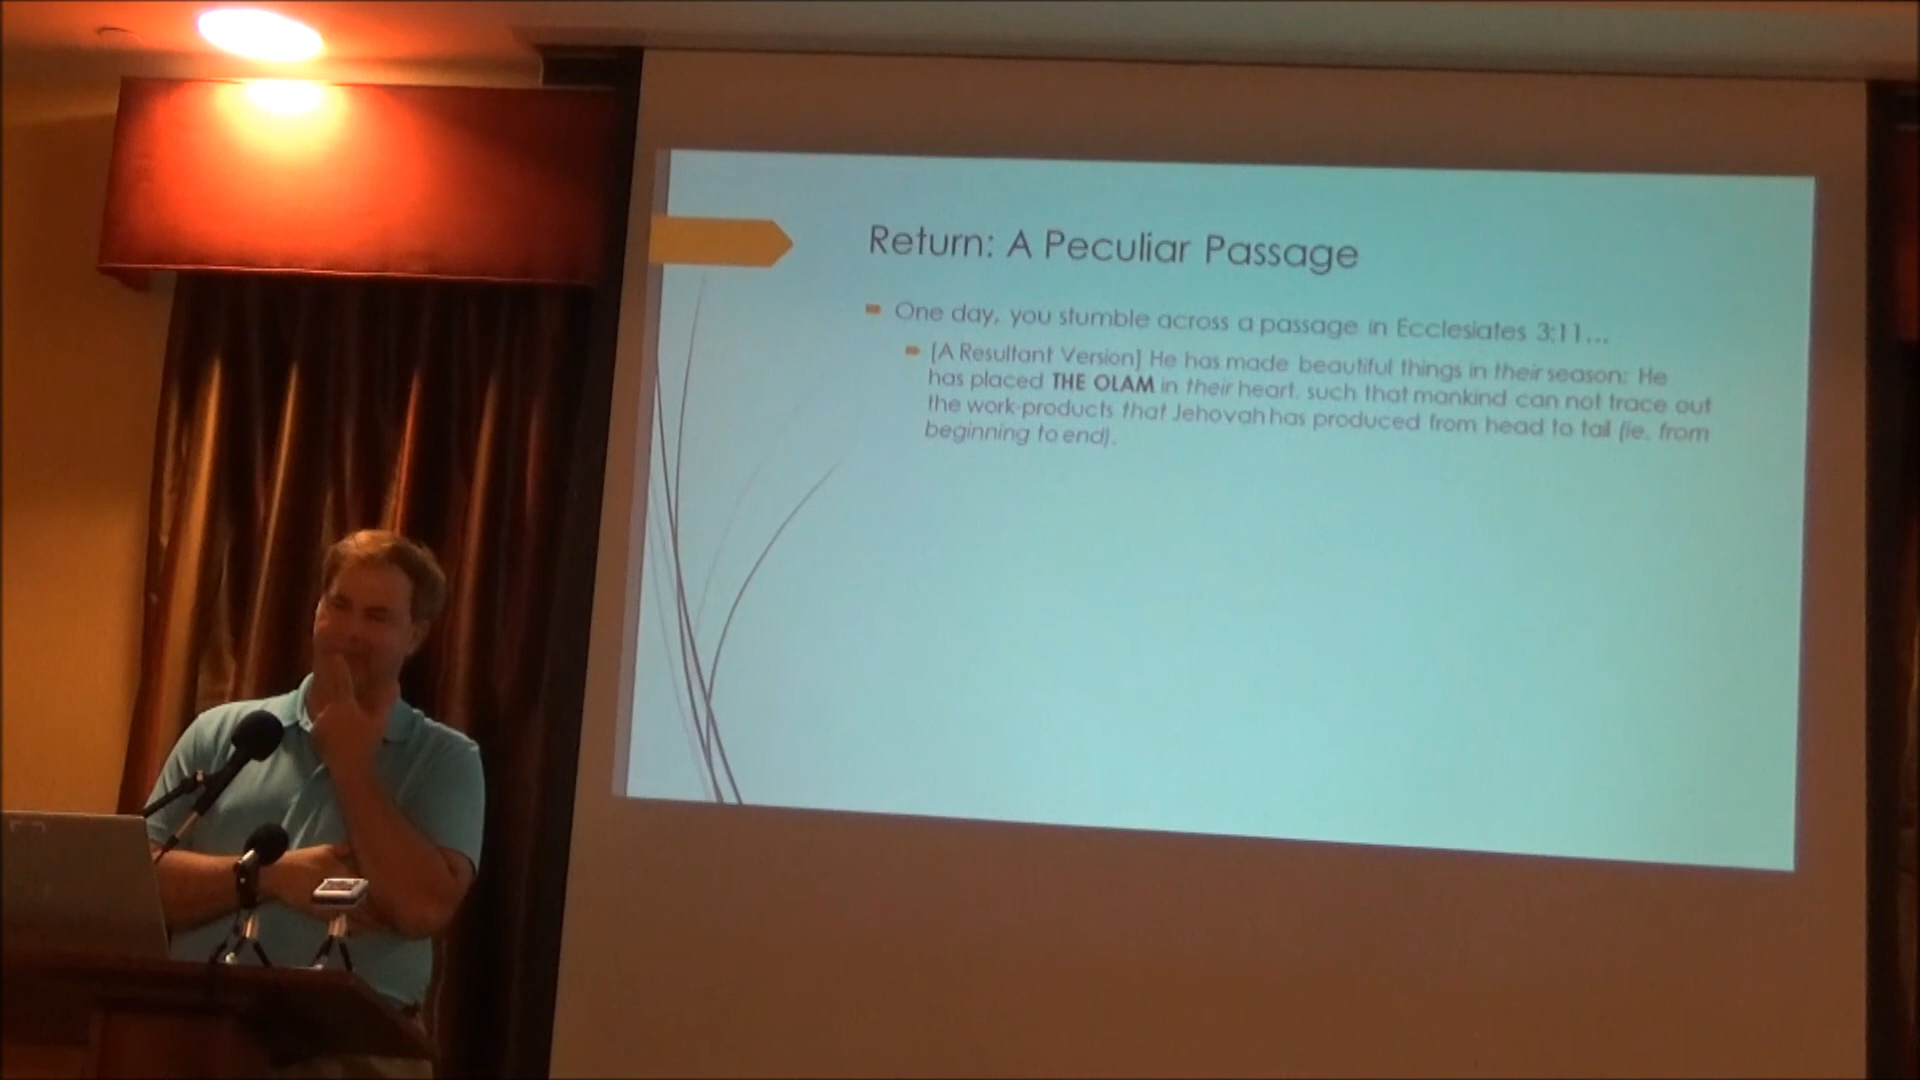 Return: A Peculiar Passage
One day, you stumble across a passage in Ecclesiates 3:11...
[A Resultant Version] He has made beautiful things in their season: He
has placed THE OLAM in their heart, such that mankind can not trace out
the work-products that Jehovah has produced from head to tail (ie. from
beginning to end).